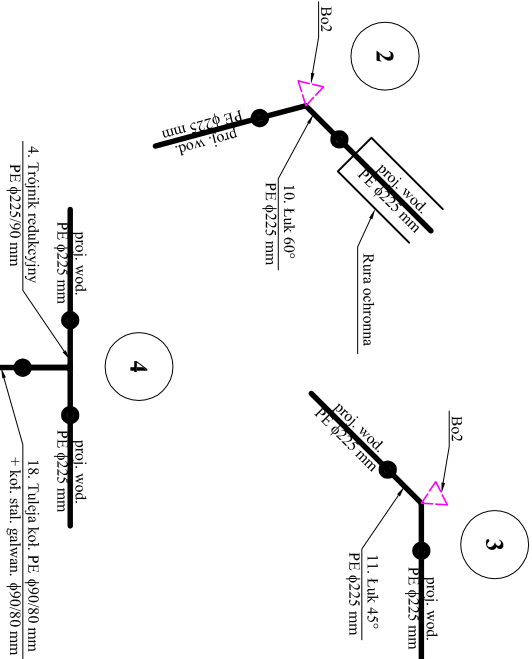 2
Bo2
proj. wod.
PE ϕ225 mm
proj. wod.
PE ϕ225 mm
10. Łuk 60°
PE ϕ225 mm
Rura ochronna
3
Bo2
proj. wod.
PE ϕ225 mm
proj. wod.
PE ϕ225 mm
11. Łuk 45°
PE ϕ225 mm
4
proj. wod.
PE ϕ225 mm
proj. wod.
PE ϕ225 mm
4. Trójnik redukcyjny
PE ϕ225/90 mm
18. Tuleja koł. PE ϕ90/80 mm
+ koł. stal. galwan. ϕ90/80 mm